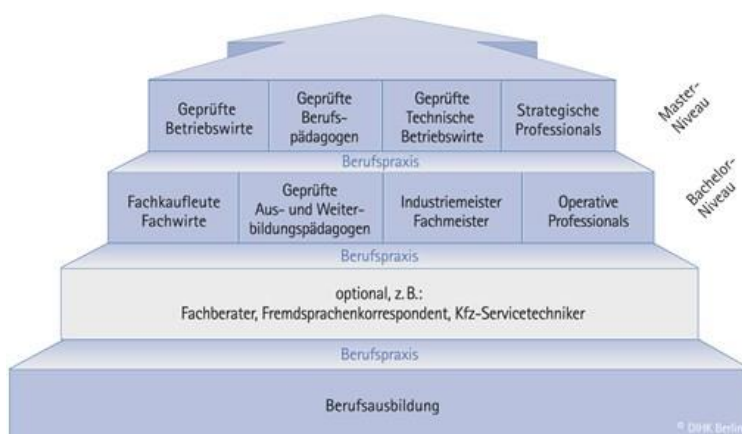 Geprüfte
Betriebswirte
Geprüfte
Berufs-
pädagogen
Geprüfte
Technische
Betriebswirte
Strategische
Professionals
Master-
Niveau
Berufspraxis
Fachkaufleute
Fachwirte
Geprüfte
Aus- und Weiter-
bildungspädagogen
Industriemeister
Fachmeister
Operative
Professionals
Bachelor-
Niveau
Berufspraxis
optional, z. B.:
Fachberater, Fremdsprachenkorrespondent, Kfz-Servicetechniker
Berufspraxis
Berufsausbildung
© DIHK Berlin